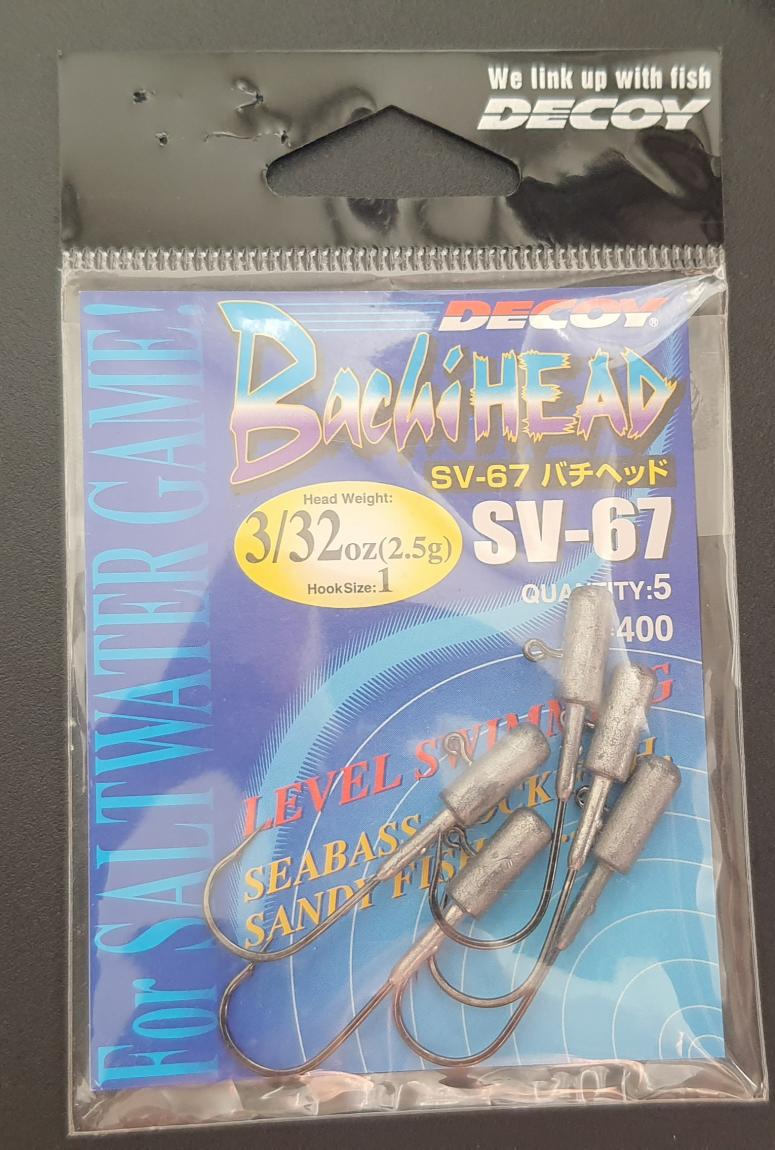 We link up with fish
DECOY
For SALTWATER GAME!
DECOY®
BachiHEAD
SV-67 バチヘッド
Head Weight:
3/32oz(2.5g)
HookSize:1
SV-67
QUANTITY:5
400
LEVEL SWIMMING
SEABASS
SANDY